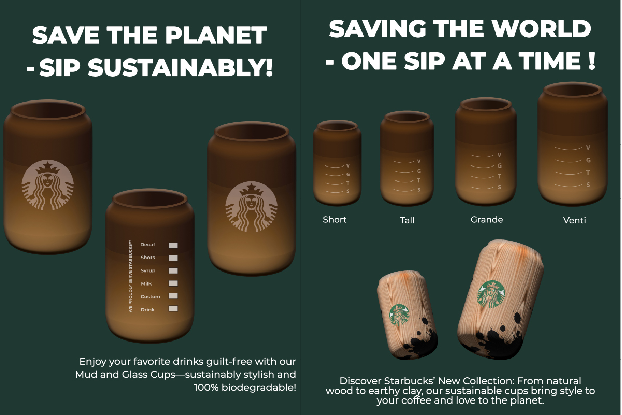 SAVE THE PLANET
- SIP SUSTAINABLY!
Decaf
Shots
Syrup
Milk
Custom
Drink
Enjoy your favorite drinks guilt-free with our
Mud and Glass Cups—sustainably stylish and
100% biodegradable!
SAVING THE WORLD
- ONE SIP AT A TIME !
V
G
T
S
V
G
T
S
V
G
T
S
Short
Tall
Grande
Venti
Discover Starbucks' New Collection: From natural
wood to earthy clay, our sustainable cups bring style to
your coffee and love to the planet.